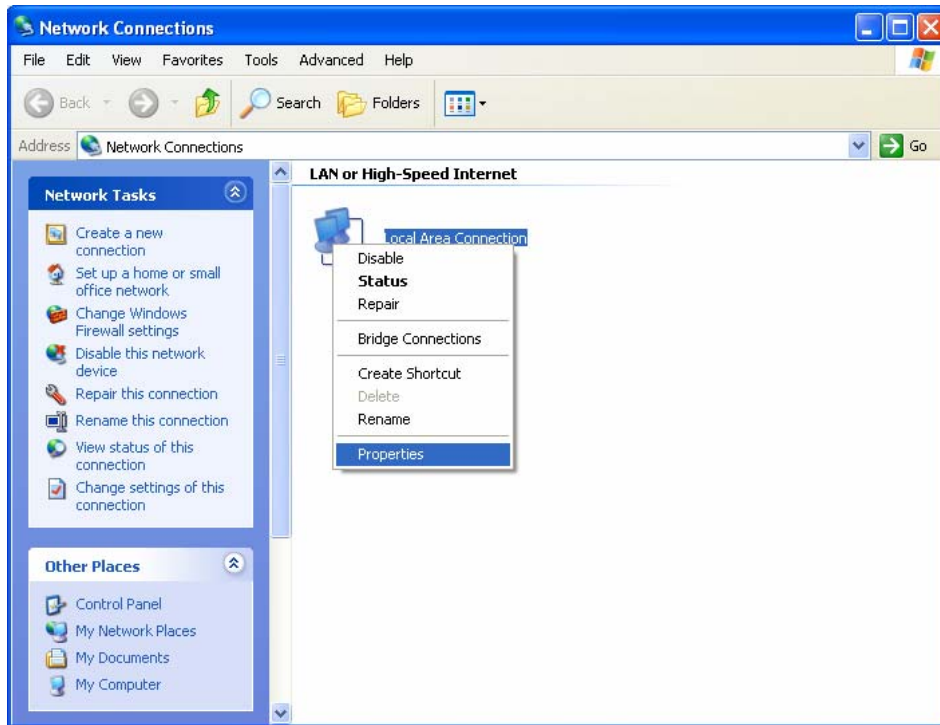 Network Connections
File Edit View Favorites Tools Advanced Help
Back Search Folders
Address Network Connections Go
Network Tasks
Create a new
connection
Set up a home or small
office network
Change Windows
Firewall settings
Disable this network
device
Repair this connection
Rename this connection
View status of this
connection
Change settings of this
connection
Other Places
Control Panel
My Network Places
My Documents
My Computer
LAN or High-Speed Internet
Local Area Connection
Disable
Status
Repair
Bridge Connections
Create Shortcut
Delete
Rename
Properties